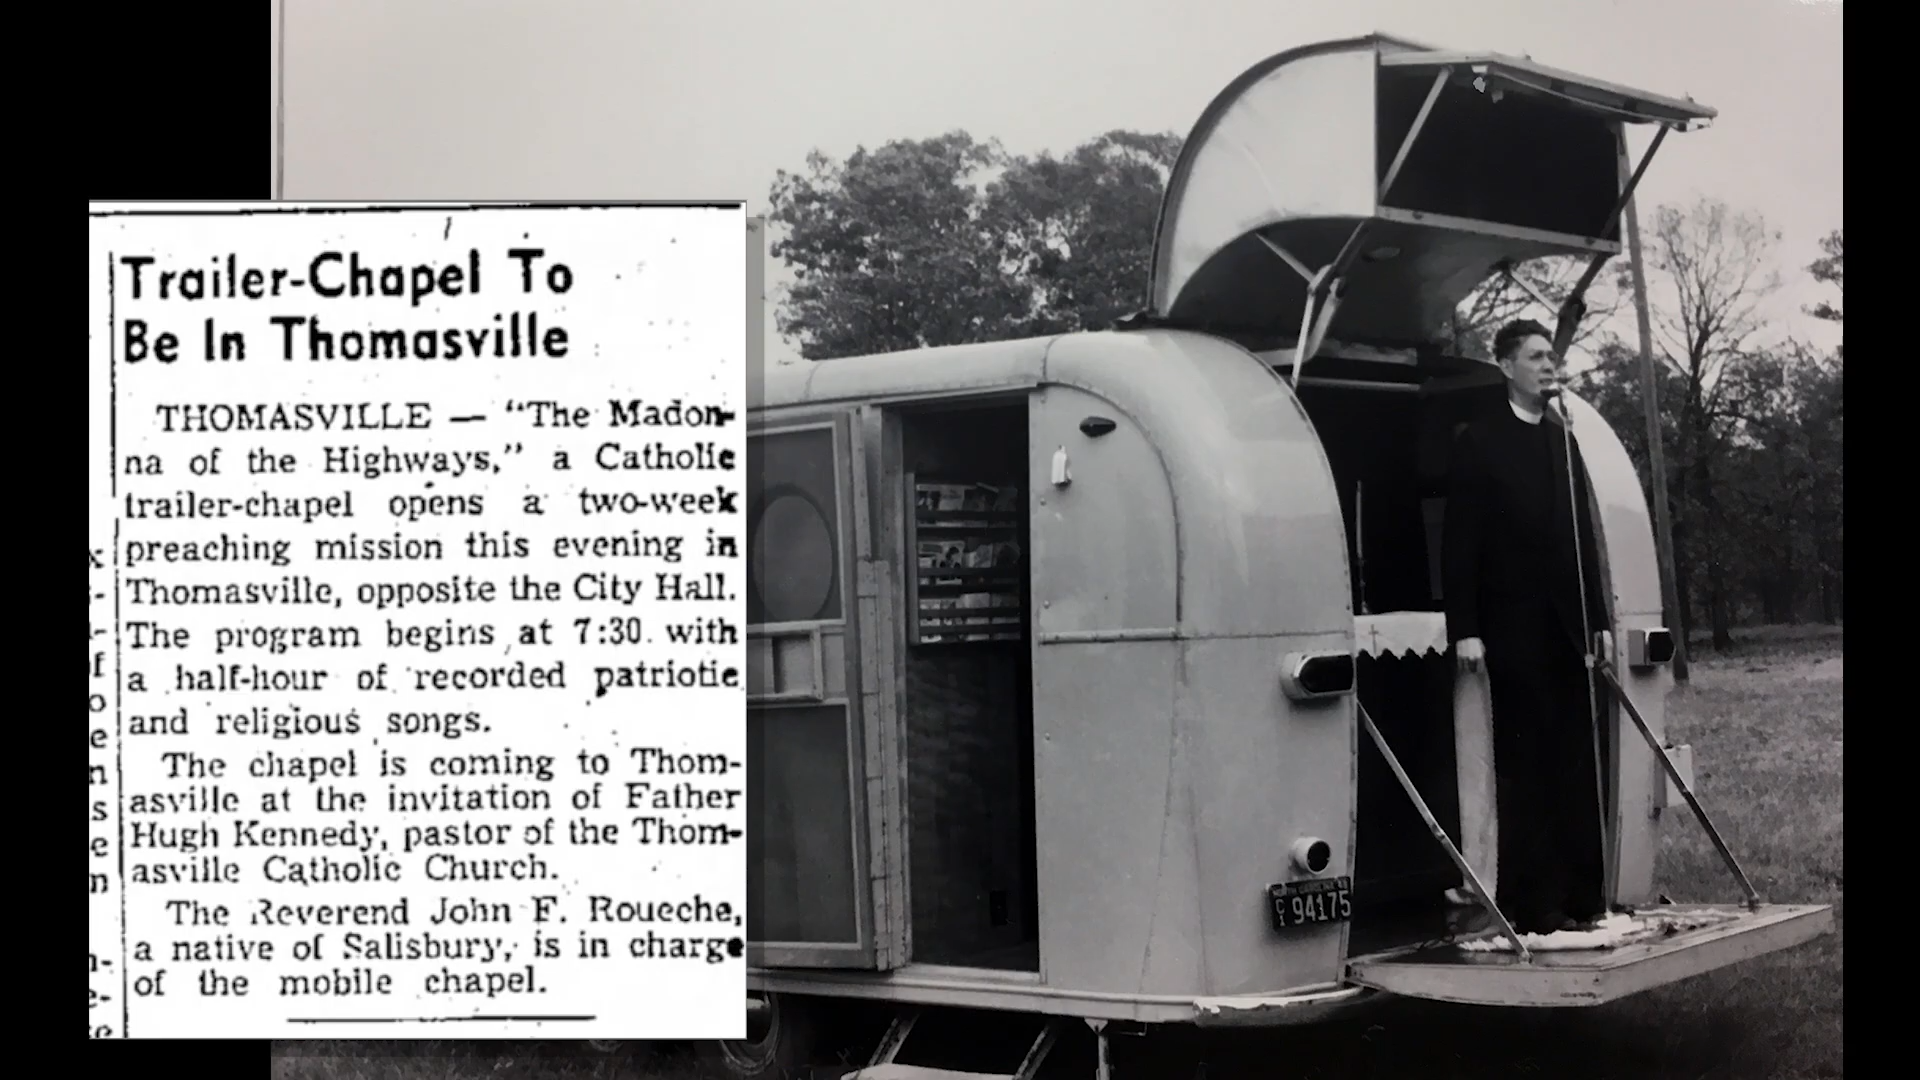 Trailer-Chapel To
Be In Thomasville
THOMASVILLE — "The Madon-
na of the Highways," a Catholic
trailer-chapel opens a two-week
preaching mission this evening in
Thomasville, opposite the City Hall.
The program begins at 7:30 with
a half-hour of recorded patriotic
and religious songs.
The chapel is coming to Thom-
asville at the invitation of Father
Hugh Kennedy, pastor of the Thom-
asville Catholic Church.
The Reverend John F. Roueche,
a native of Salisbury, is in charge
of the mobile chapel.
NORTH CAROLINA
94175